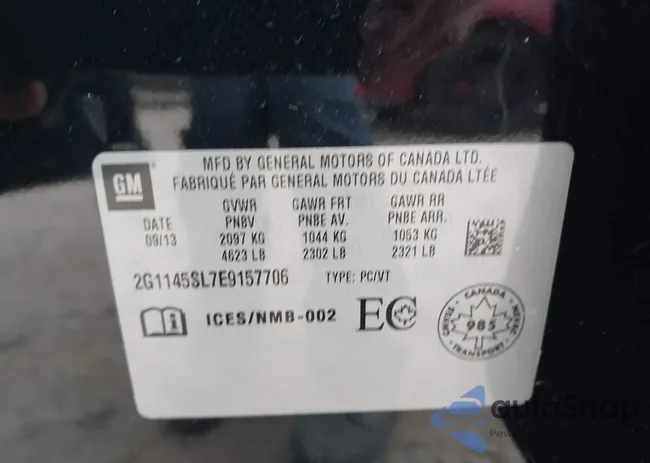 GM
MFD BY GENERAL MOTORS OF CANADA LTD.
FABRIQUÉ PAR GENERAL MOTORS DU CANADA LTÉE
DATE
09/13
GVWR
PNBV
2097 KG
4623 LB
GAWR FRT
PNBE AV.
1044 KG
2302 LB
GAWR RR
PNBE ARR.
1053 KG
2321 LB
2G1145SL7E9157706 TYPE: PC/VT
ICES/NMB-002
EC
CANADA
985
TRANSPORT
autoSnap